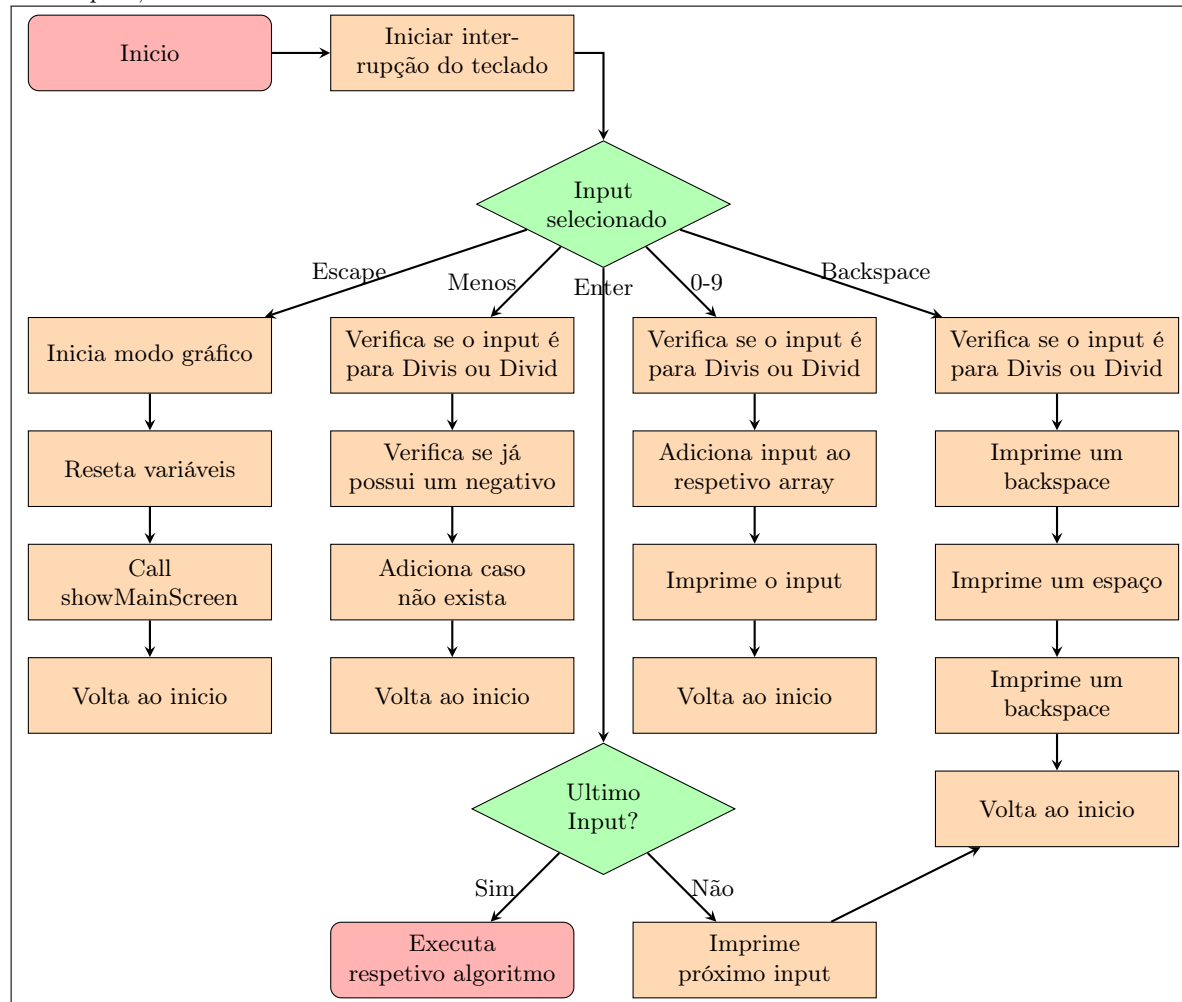 Inicio
Iniciar inter-
rupção do teclado
Input
selecionado
Escape
Menos
Enter
0-9
Backspace
Inicia modo gráfico
Verifica se o input é
para Divis ou Divid
Verifica se o input é
para Divis ou Divid
Verifica se o input é
para Divis ou Divid
Reseta variáveis
Verifica se já
possui um negativo
Adiciona input ao
respetivo array
Imprime um
backspace
Call
showMainScreen
Adiciona caso
não exista
Imprime o input
Imprime um espaço
Volta ao inicio
Volta ao inicio
Volta ao inicio
Imprime um
backspace
Ultimo
Input?
Volta ao inicio
Sim
Não
Executa
respetivo algoritmo
Imprime
próximo input